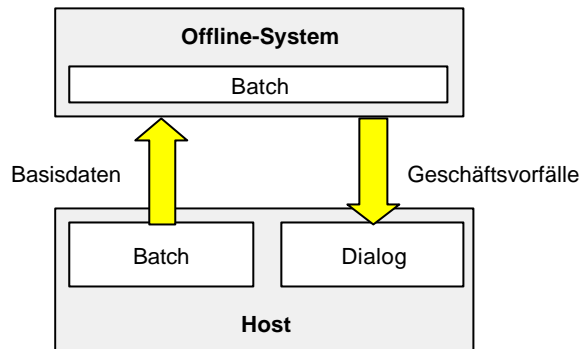 Offline-System
Batch
Basisdaten
Geschäftsvorfälle
Batch
Dialog
Host